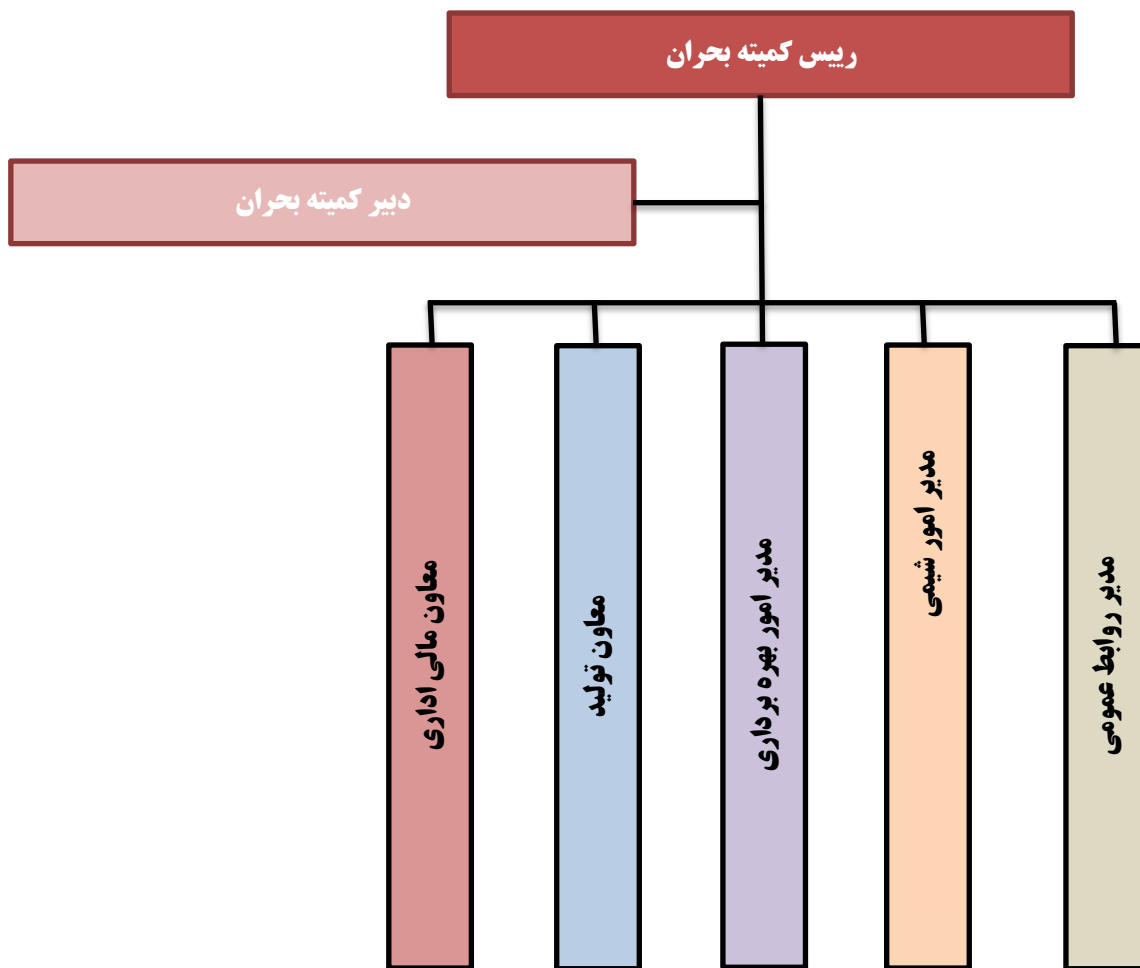 رییس کمیته بحران
دبیر کمیته بحران
مدیر روابط عمومی
مدیر امور شیمی
مدیر امور بهره برداری
معاون تولید
معاون مالی اداری